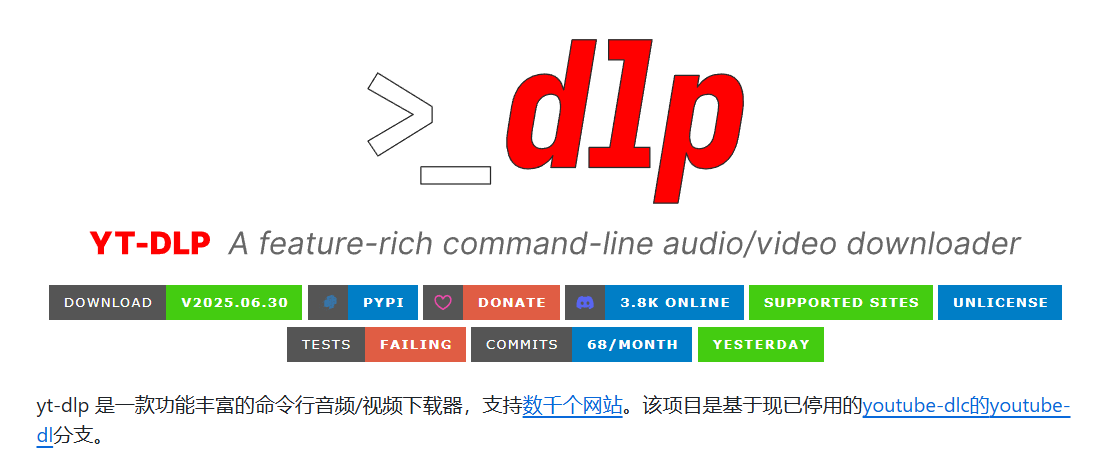 >_dlp
YT-DLP A feature-rich command-line audio/video downloader
DOWNLOAD V2025.06.30 PYPI DONATE 3.8K ONLINE SUPPORTED SITES UNLICENSE
TESTS FAILING COMMITS 68/MONTH YESTERDAY
yt-dlp 是一款功能丰富的命令行音频/视频下载器，支持数千个网站。该项目是基于现已停用的youtube-dlc的youtube-
dl分支。